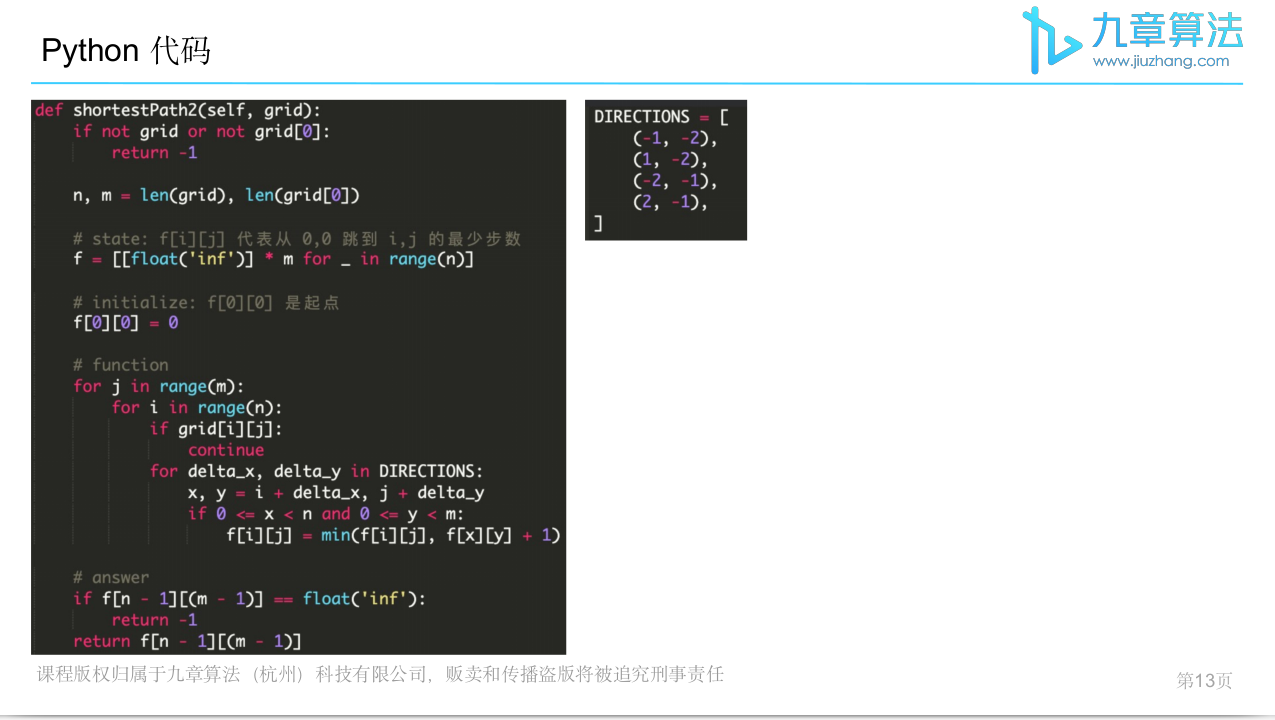 Python 代码
九章算法
www.jiuzhang.com
def shortestPath2(self, grid):
    if not grid or not grid[0]:
        return -1
    n, m = len(grid), len(grid[0])
    # state: f[i][j] 代表从 0,0 跳到 i,j 的最少步数
    f = [[float('inf')] * m for _ in range(n)]
    # initialize: f[0][0] 是起点
    f[0][0] = 0
    # function
    for j in range(m):
        for i in range(n):
            if grid[i][j]:
                continue
            for delta_x, delta_y in DIRECTIONS:
                x, y = i + delta_x, j + delta_y
                if 0 <= x < n and 0 <= y < m:
                    f[i][j] = min(f[i][j], f[x][y] + 1)
    # answer
    if f[n - 1][(m - 1)] == float('inf'):
        return -1
    return f[n - 1][(m - 1)]
DIRECTIONS = [
    (-1, -2),
    (1, -2),
    (-2, -1),
    (2, -1),
]
课程版权归属于九章算法（杭州）科技有限公司，贩卖和传播盗版将被追究刑事责任
第13页